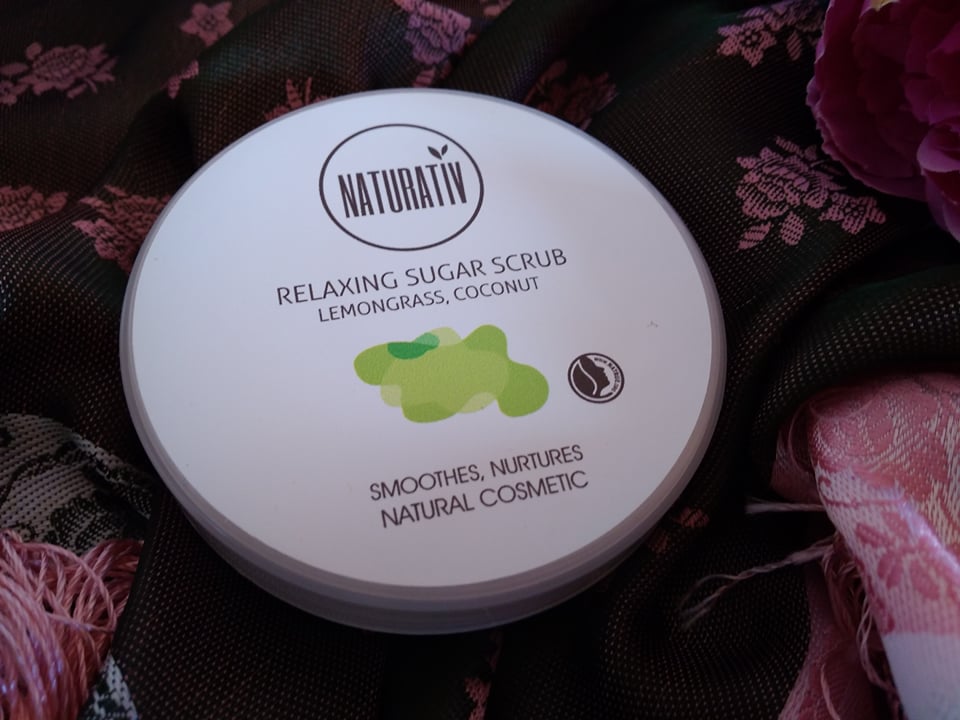 NATURATIV
RELAXING SUGAR SCRUB
LEMONGRASS, COCONUT
SMOOTHES, NURTURES
NATURAL COSMETIC